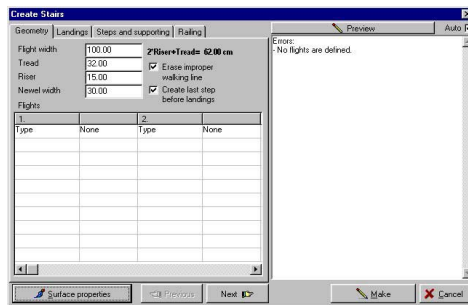 Create Stairs
Geometry Landings Steps and supporting Railing
Flight width 100.00 2*Riser+Tread= 62.00 cm
Tread 32.00 Erase improper
Riser 15.00 walking line
Newel width 30.00 Create last step
Flights before landings
1. 2.
Type None Type None
Surface properties Previous Next
Preview Auto
Errors:
- No flights are defined.
Make Cancel